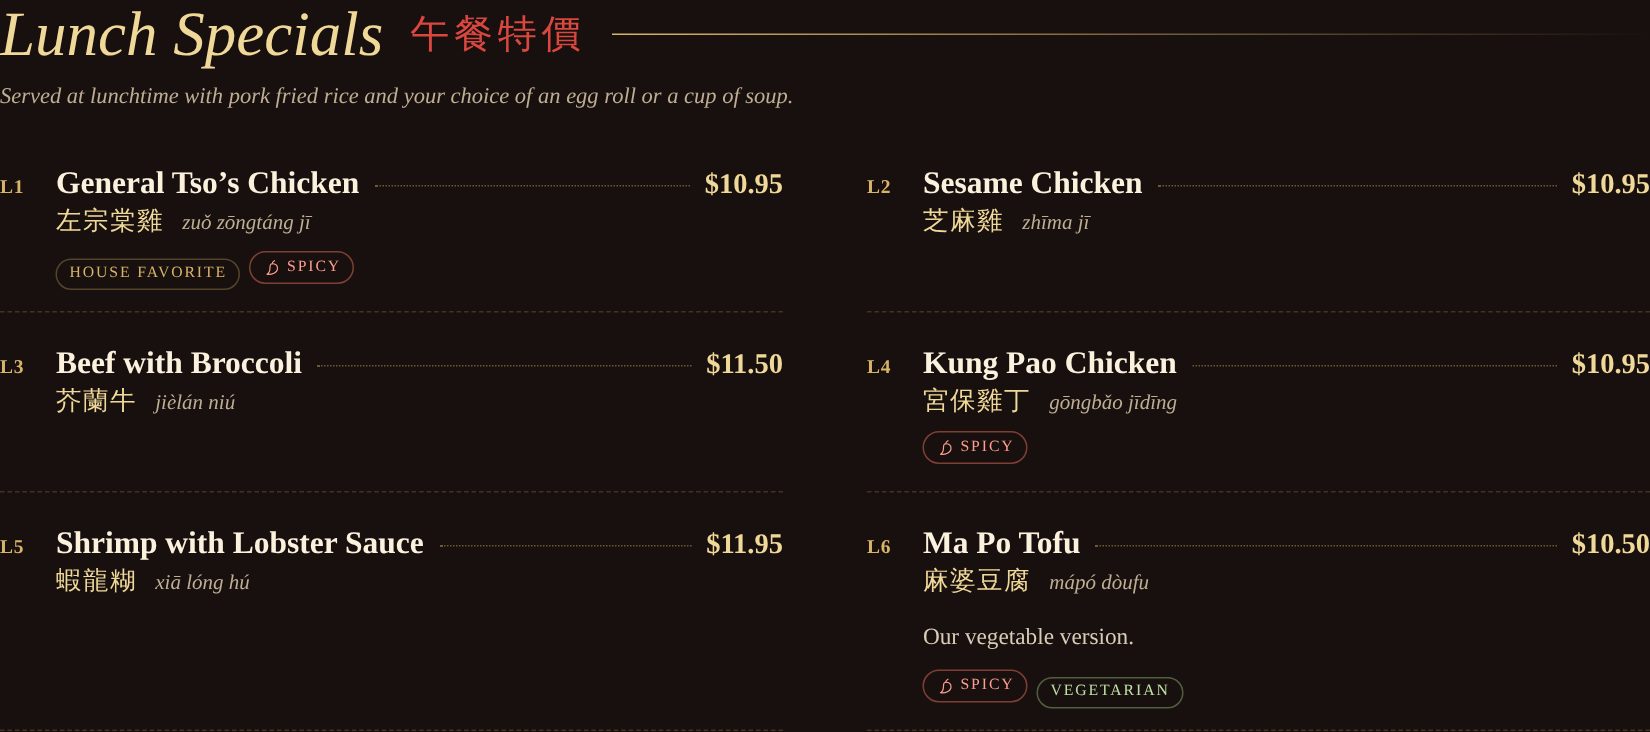 Lunch Specials 午餐特價
Served at lunchtime with pork fried rice and your choice of an egg roll or a cup of soup.
L1 General Tso’s Chicken $10.95
左宗棠雞 zuǒ zōngtáng jī
HOUSE FAVORITE SPICY
L2 Sesame Chicken $10.95
芝麻雞 zhīma jī
L3 Beef with Broccoli $11.50
芥蘭牛 jièlán niú
L4 Kung Pao Chicken $10.95
宮保雞丁 gōngbǎo jīdīng
SPICY
L5 Shrimp with Lobster Sauce $11.95
蝦龍糊 xiā lóng hú
L6 Ma Po Tofu $10.50
麻婆豆腐 mápó dòufu
Our vegetable version.
SPICY VEGETARIAN